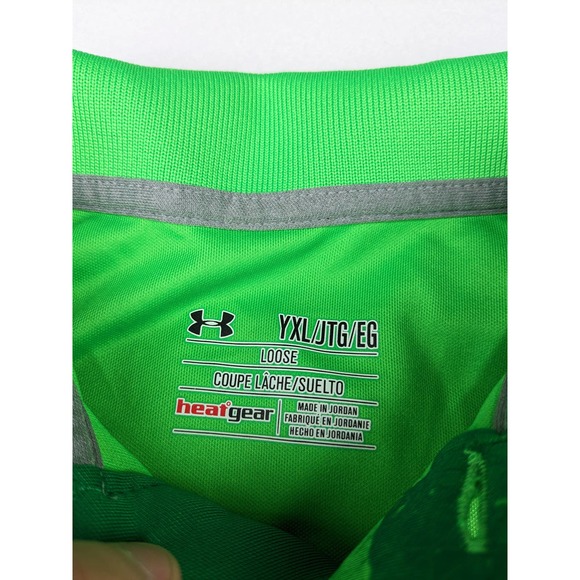 YXL/JTG/EG
LOOSE
COUPE LÂCHE/SUELTO
heatgear
MADE IN JORDAN
FABRIQUÉ EN JORDANIE
HECHO EN JORDANIA